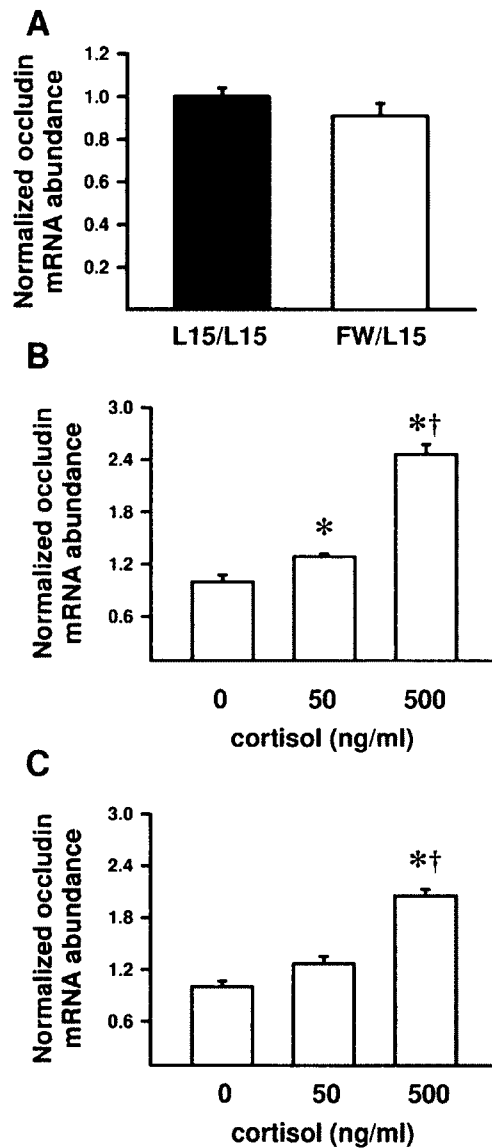 A
Normalized occludin
mRNA abundance
1.2
1.0
0.8
0.6
0.4
0.2
L15/L15 FW/L15
B
Normalized occludin
mRNA abundance
3.0
2.4
1.8
1.2
0.6
*
*†
0 50 500
cortisol (ng/ml)
C
Normalized occludin
mRNA abundance
3.0
2.4
1.8
1.2
0.6
*†
0 50 500
cortisol (ng/ml)